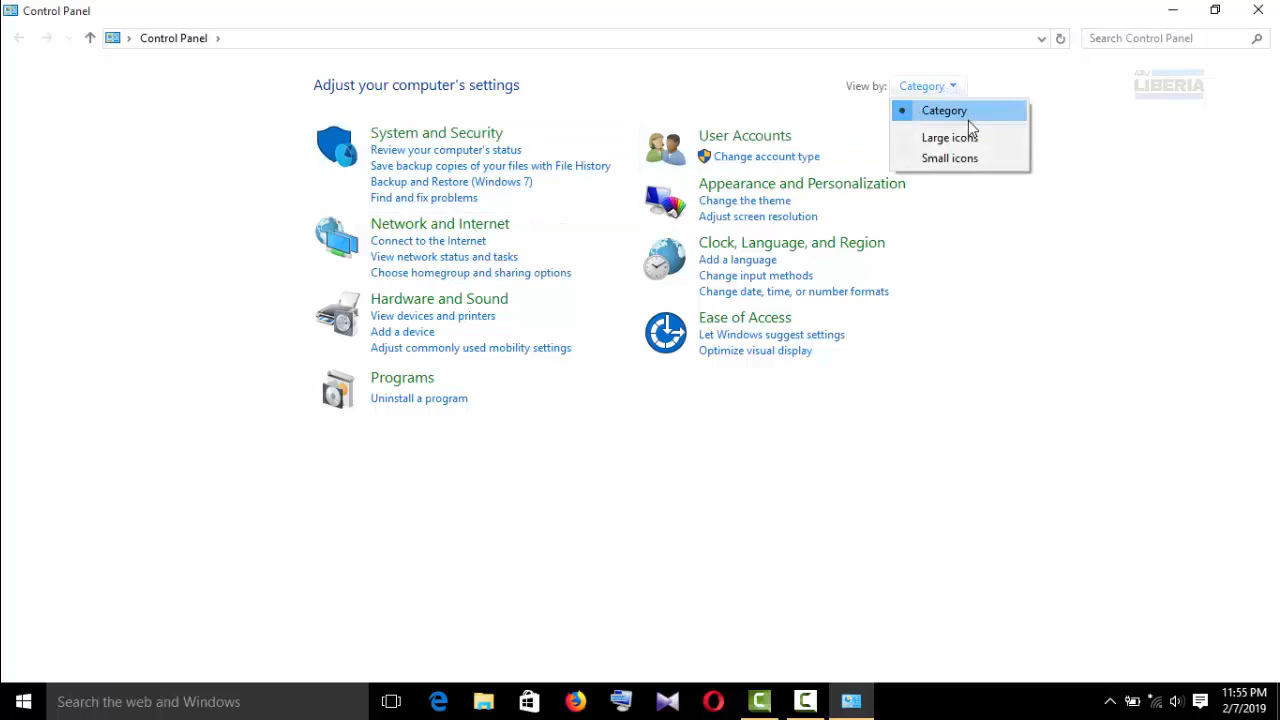 Control Panel
Control Panel
Search Control Panel
Adjust your computer's settings
View by: Category
Category
Large icons
Small icons
LIBERIA
System and Security
Review your computer's status
Save backup copies of your files with File History
Backup and Restore (Windows 7)
Find and fix problems
Network and Internet
Connect to the Internet
View network status and tasks
Choose homegroup and sharing options
Hardware and Sound
View devices and printers
Add a device
Adjust commonly used mobility settings
Programs
Uninstall a program
User Accounts
Change account type
Appearance and Personalization
Change the theme
Adjust screen resolution
Clock, Language, and Region
Add a language
Change input methods
Change date, time, or number formats
Ease of Access
Let Windows suggest settings
Optimize visual display
Search the web and Windows
11:55 PM
2/7/2019